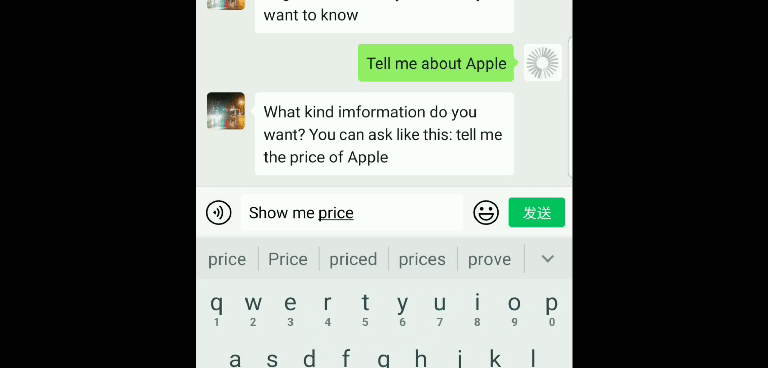 want to know
Tell me about Apple
What kind imformation do you
want? You can ask like this: tell me
the price of Apple
Show me price
发送
price Price priced prices prove
q w e r t y u i o p
1 2 3 4 5 6 7 8 9 0
a s d f g h j k l